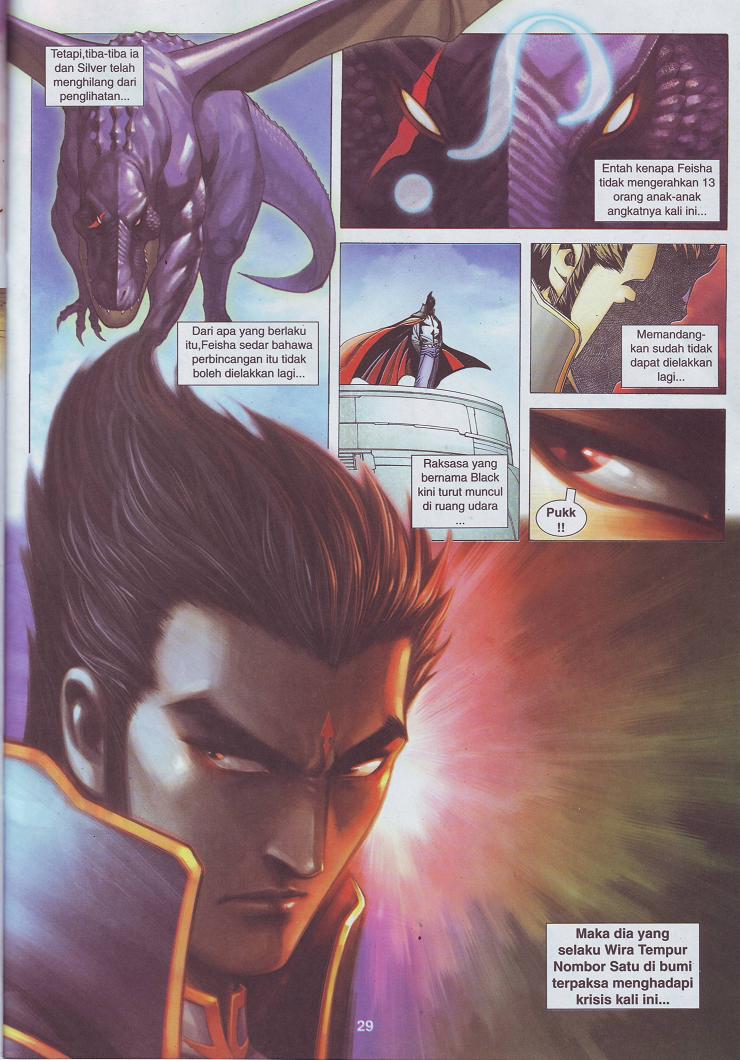 Tetapi,tiba-tiba ia
dan Silver telah
menghilang dari
penglihatan...
Entah kenapa Feisha
tidak mengerahkan 13
orang anak-anak
angkatnya kali ini...
Dari apa yang berlaku
itu,Feisha sedar bahawa
perbincangan itu tidak
boleh dielakkan lagi...
Raksasa yang
bernama Black
kini turut muncul
di ruang udara
...
Memandang-
kan sudah tidak
dapat dielakkan
lagi...
Pukk
!!
Maka dia yang
selaku Wira Tempur
Nombor Satu di bumi
terpaksa menghadapi
krisis kali ini...
29